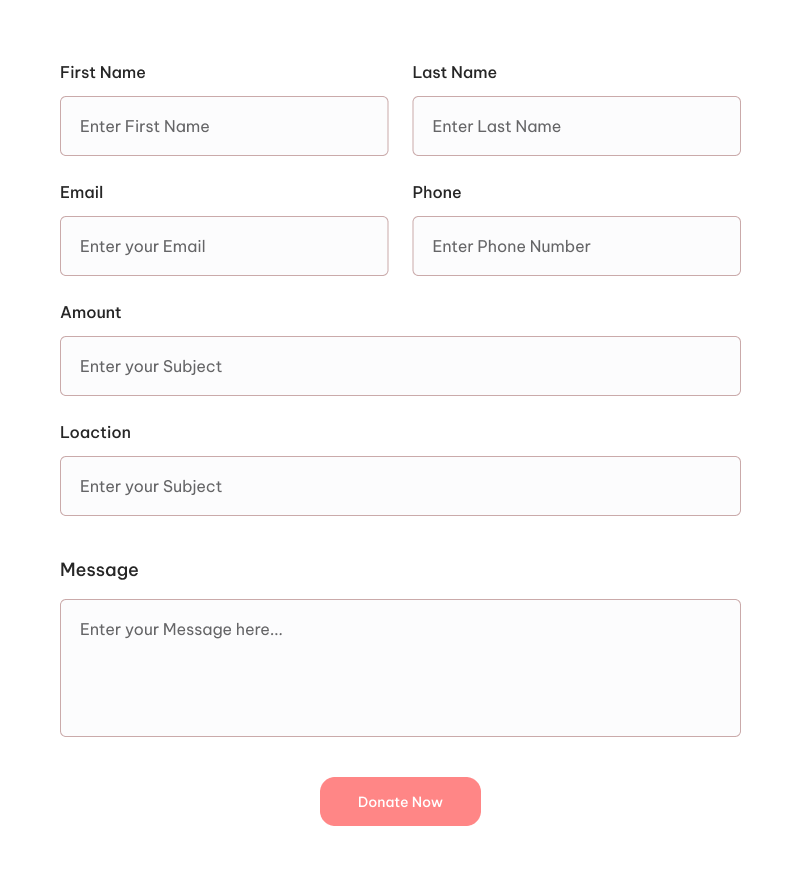 First Name
Last Name
Enter First Name
Enter Last Name
Email
Phone
Enter your Email
Enter Phone Number
Amount
Enter your Subject
Loaction
Enter your Subject
Message
Enter your Message here...
Donate Now